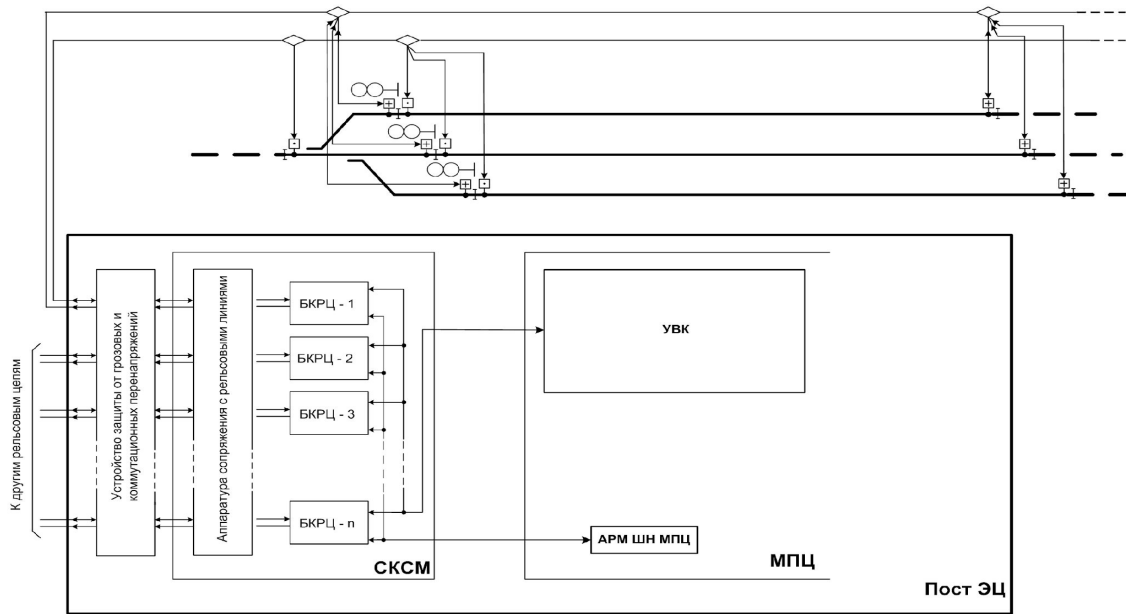 К другим рельсовым цепям
Устройство защиты от грозовых и
коммутационных перенапряжений
Аппаратура сопряжения с рельсовыми линиями
БКРЦ - 1
БКРЦ - 2
БКРЦ - 3
БКРЦ - n
СКСМ
УВК
АРМ ШН МПЦ
МПЦ
Пост ЭЦ